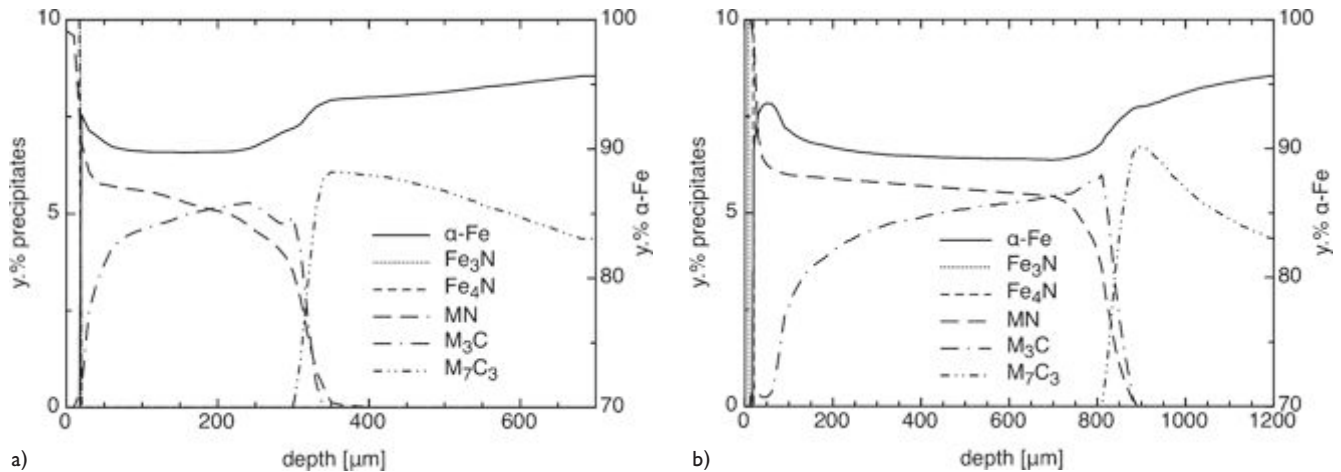 10
100
y.% precipitates
y.% α-Fe
5
90
80
α-Fe
Fe3N
Fe4N
MN
M3C
M7C3
0
70
0
200
400
600
depth [µm]
a)
10
100
y.% precipitates
y.% α-Fe
5
90
80
α-Fe
Fe3N
Fe4N
MN
M3C
M7C3
0
70
0
200
400
600
800
1000
1200
depth [µm]
b)